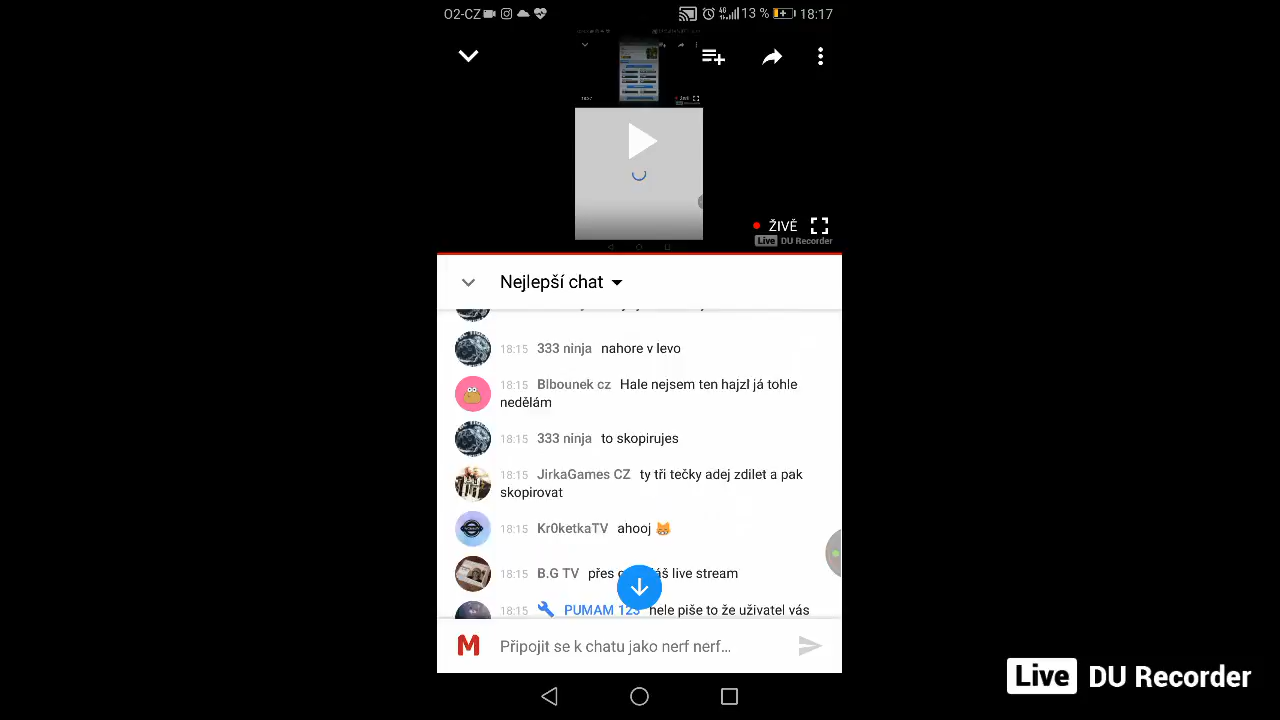 O2-CZ 4G 13 % 18:17
ŽIVĚ
Live DU Recorder
Nejlepší chat
18:15 333 ninja nahore v levo
18:15 Blbounek cz Hale nejsem ten hajzl já tohle
nedělám
18:15 333 ninja to skopirujes
18:15 JirkaGames CZ ty tři tečky adej zdilet a pak
skopirovat
18:15 Kr0ketkaTV ahooj 😸
18:15 B.G TV přes live stream
18:15 PUMAM 123 hele piše to že uživatel vás
M Připojit se k chatu jako nerf nerf…
Live DU Recorder